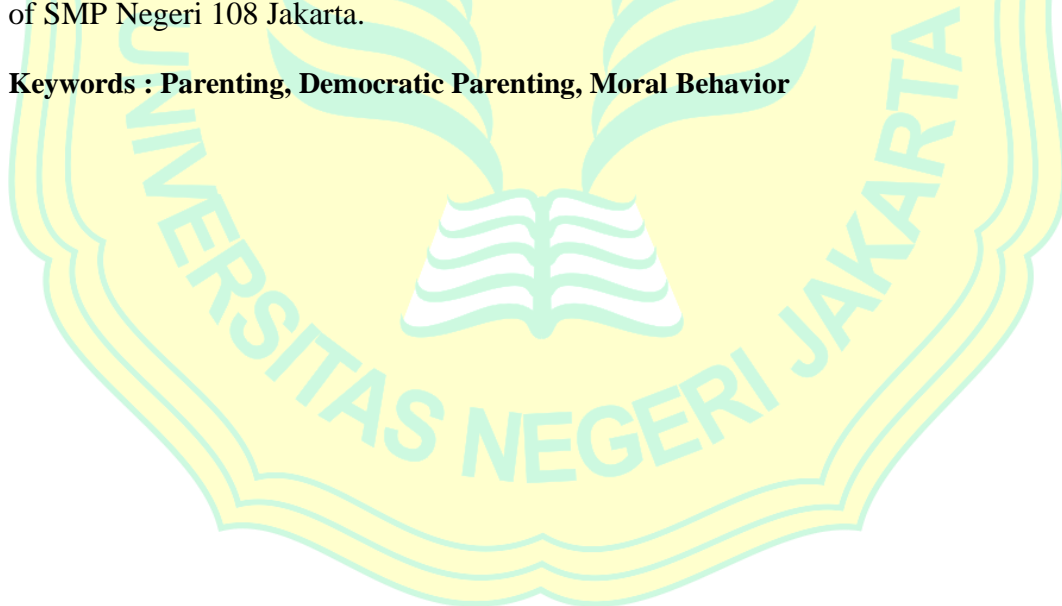 of SMP Negeri 108 Jakarta.
Keywords : Parenting, Democratic Parenting, Moral Behavior
UNIVERSITAS NEGERI JAKARTA